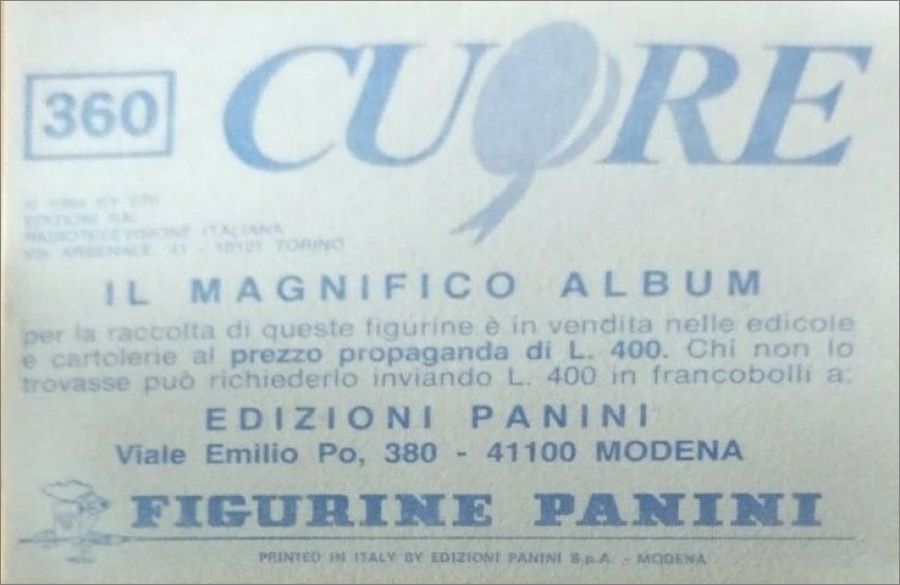 360
CUORE
© 1984 BY ERI
EDIZIONI RAI
RADIOTELEVISIONE ITALIANA
VIA ARSENALE 41 - 10121 TORINO
IL MAGNIFICO ALBUM
per la raccolta di queste figurine è in vendita nelle edicole
e cartolerie al prezzo propaganda di L. 400. Chi non lo
trovasse può richiederlo inviando L. 400 in francobolli a:
EDIZIONI PANINI
Viale Emilio Po, 380 - 41100 MODENA
FIGURINE PANINI
PRINTED IN ITALY BY EDIZIONI PANINI S.p.A. - MODENA